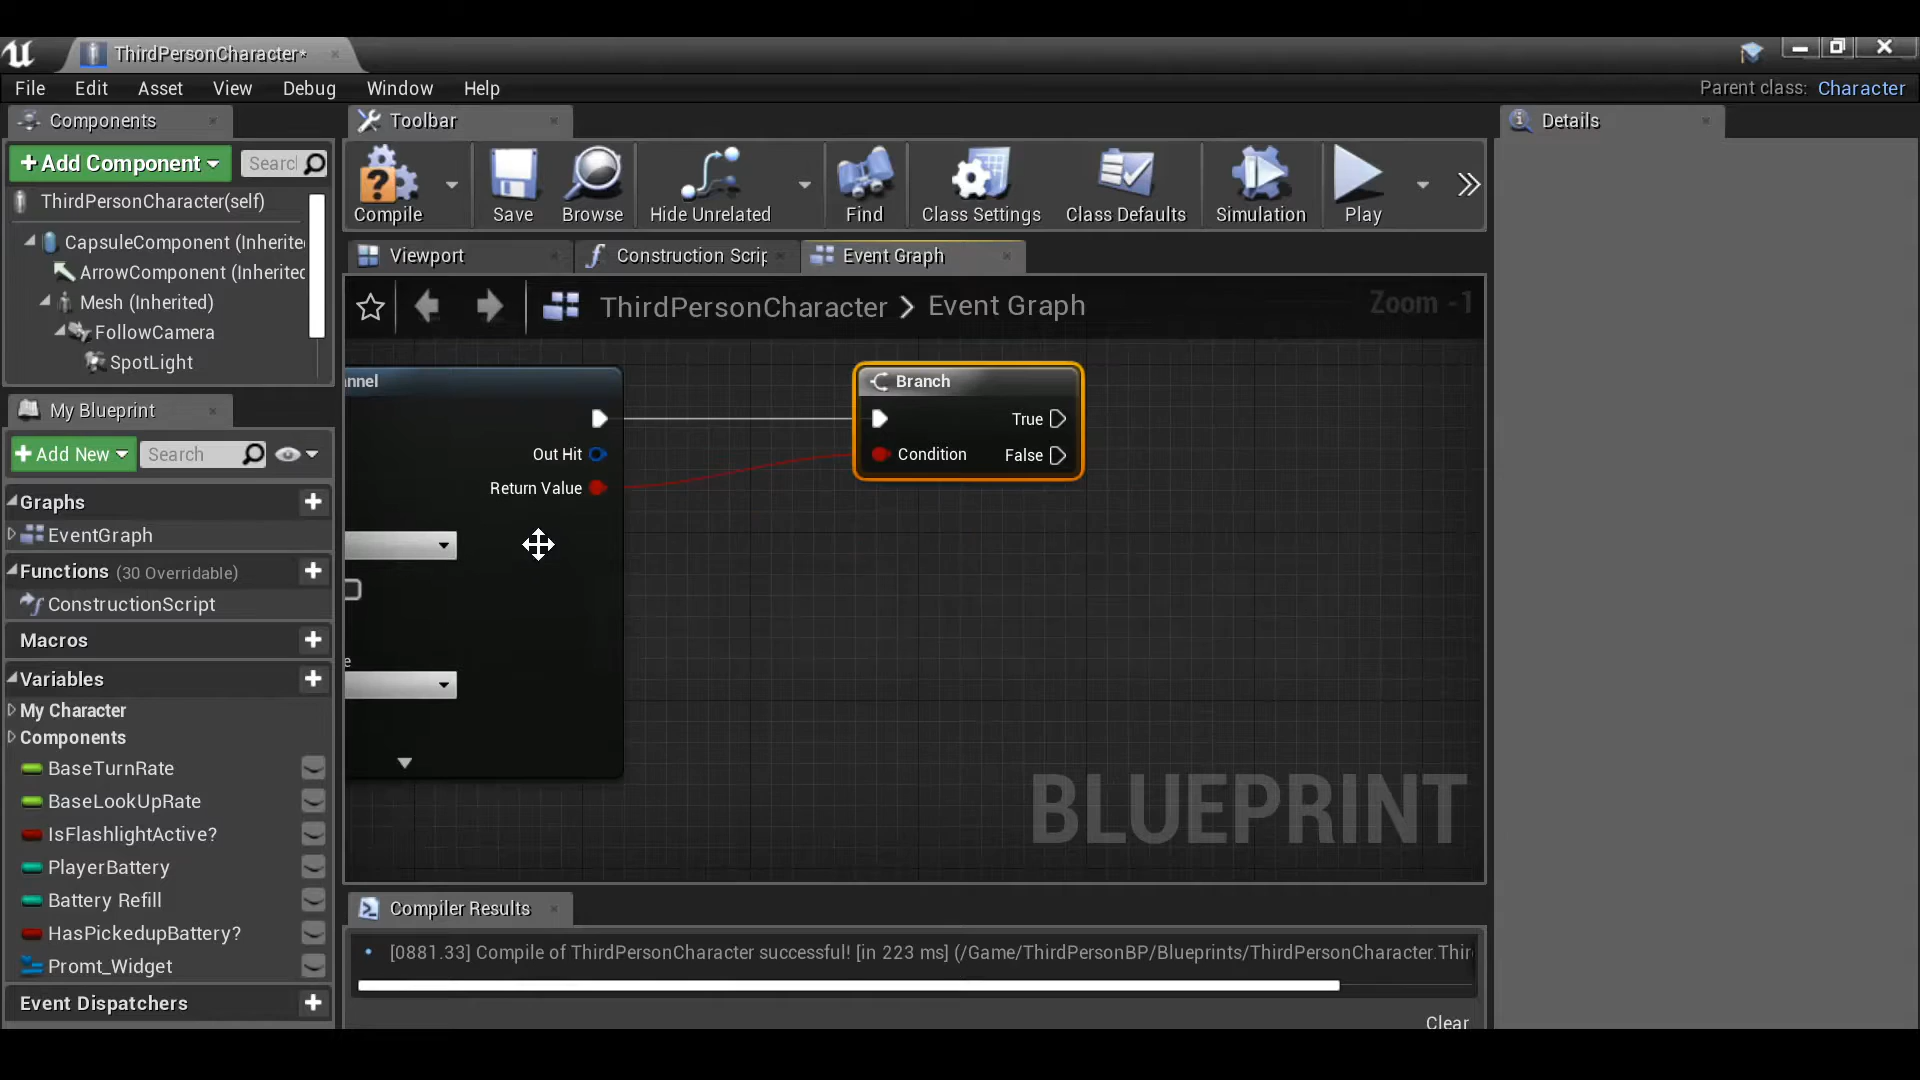 ThirdPersonCharacter*
File Edit Asset View Debug Window Help
Parent class: Character
Components
Toolbar
Details
+ Add Component
Searcl
ThirdPersonCharacter(self)
CapsuleComponent (Inherite
ArrowComponent (Inheritec
Mesh (Inherited)
FollowCamera
SpotLight
Compile
Save
Browse
Hide Unrelated
Find
Class Settings
Class Defaults
Simulation
Play
Viewport
Construction Scrip
Event Graph
ThirdPersonCharacter > Event Graph
Zoom -1
nnel
Out Hit
Return Value
e
Branch
True
Condition
False
BLUEPRINT
My Blueprint
+ Add New
Search
Graphs
EventGraph
Functions (30 Overridable)
ConstructionScript
Macros
Variables
My Character
Components
BaseTurnRate
BaseLookUpRate
IsFlashlightActive?
PlayerBattery
Battery Refill
HasPickedupBattery?
Promt_Widget
Event Dispatchers
Compiler Results
[0881.33] Compile of ThirdPersonCharacter successful! [in 223 ms] (/Game/ThirdPersonBP/Blueprints/ThirdPersonCharacter.Thir
Clear